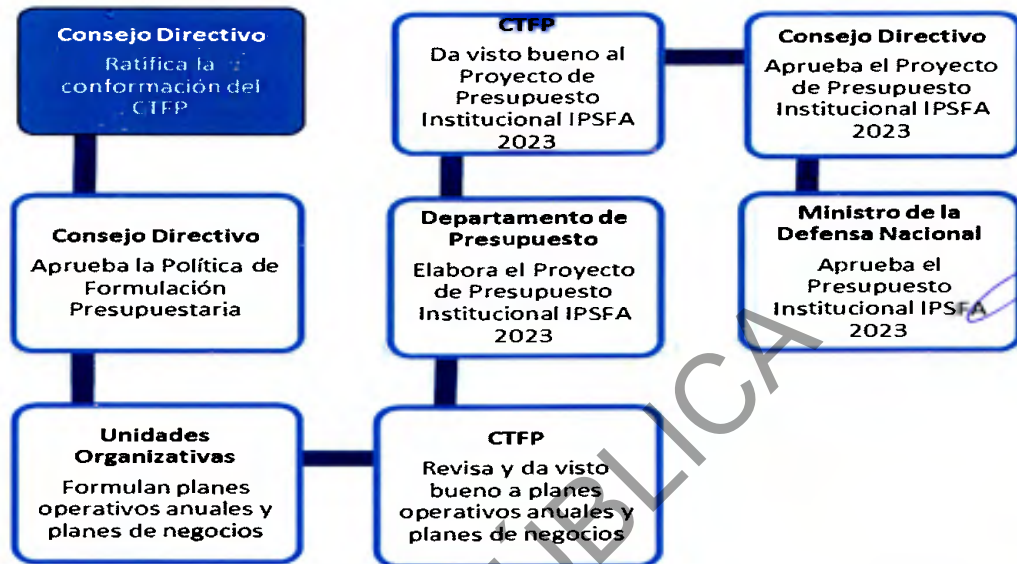 Consejo Directivo
Ratifica la
conformación del
CTFP
Consejo Directivo
Aprueba la Política de
Formulación
Presupuestaria
Unidades
Organizativas
Formulan planes
operativos anuales y
planes de negocios
CTFP
Revisa y da visto
bueno a planes
operativos anuales y
planes de negocios
Departamento de
Presupuesto
Elabora el Proyecto
de Presupuesto
Institucional IPSFA
2023
CTFP
Da visto bueno al
Proyecto de
Presupuesto
Institucional IPSFA
2023
Consejo Directivo
Aprueba el Proyecto
de Presupuesto
Institucional IPSFA
2023
Ministro de la
Defensa Nacional
Aprueba el
Presupuesto
Institucional IPSFA
2023
ÚBLICA